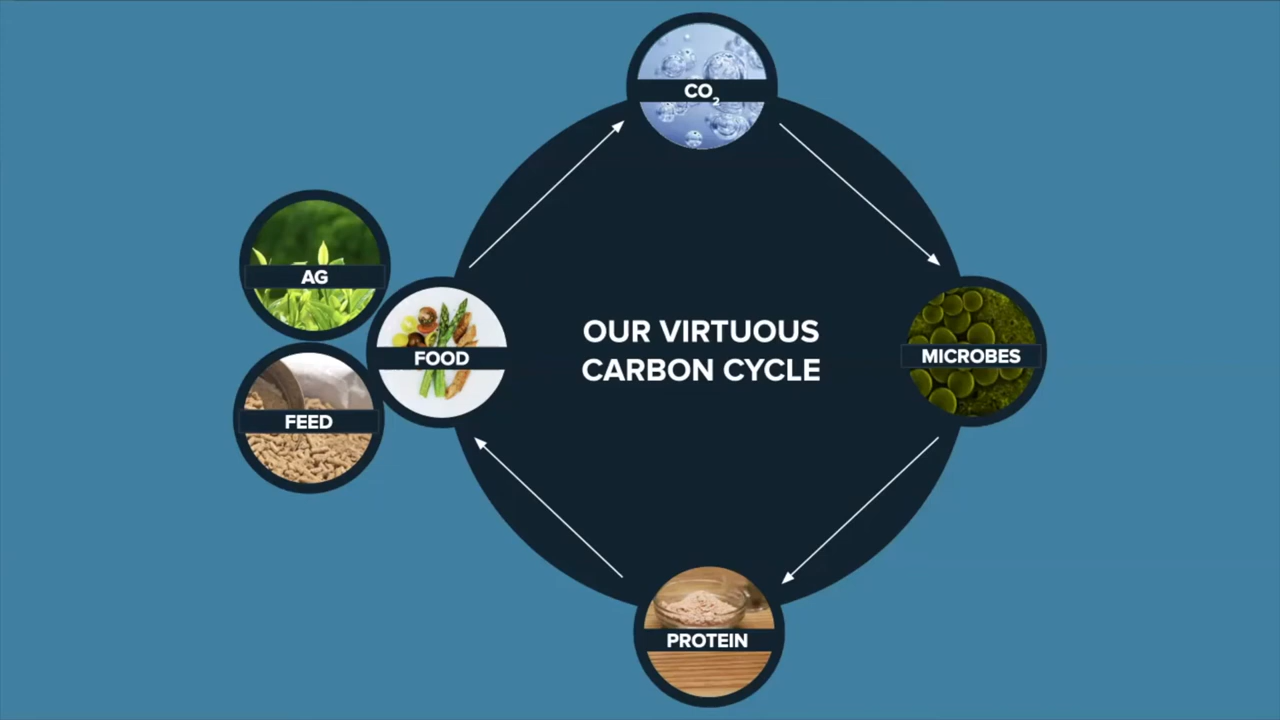 CO₂
AG
FOOD
OUR VIRTUOUS
CARBON CYCLE
MICROBES
FEED
PROTEIN